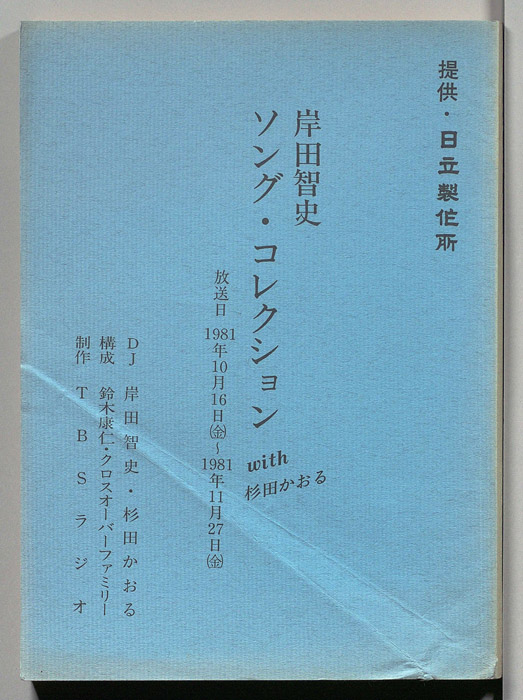 提供・日立製作所
岸田智史
ソング・コレクション
with
杉田かおる
放送日 1981年10月16日㈮～1981年11月27日㈮
DJ 岸田智史・杉田かおる
構成 鈴木康仁・クロスオーバーファミリー
制作 TBSラジオ